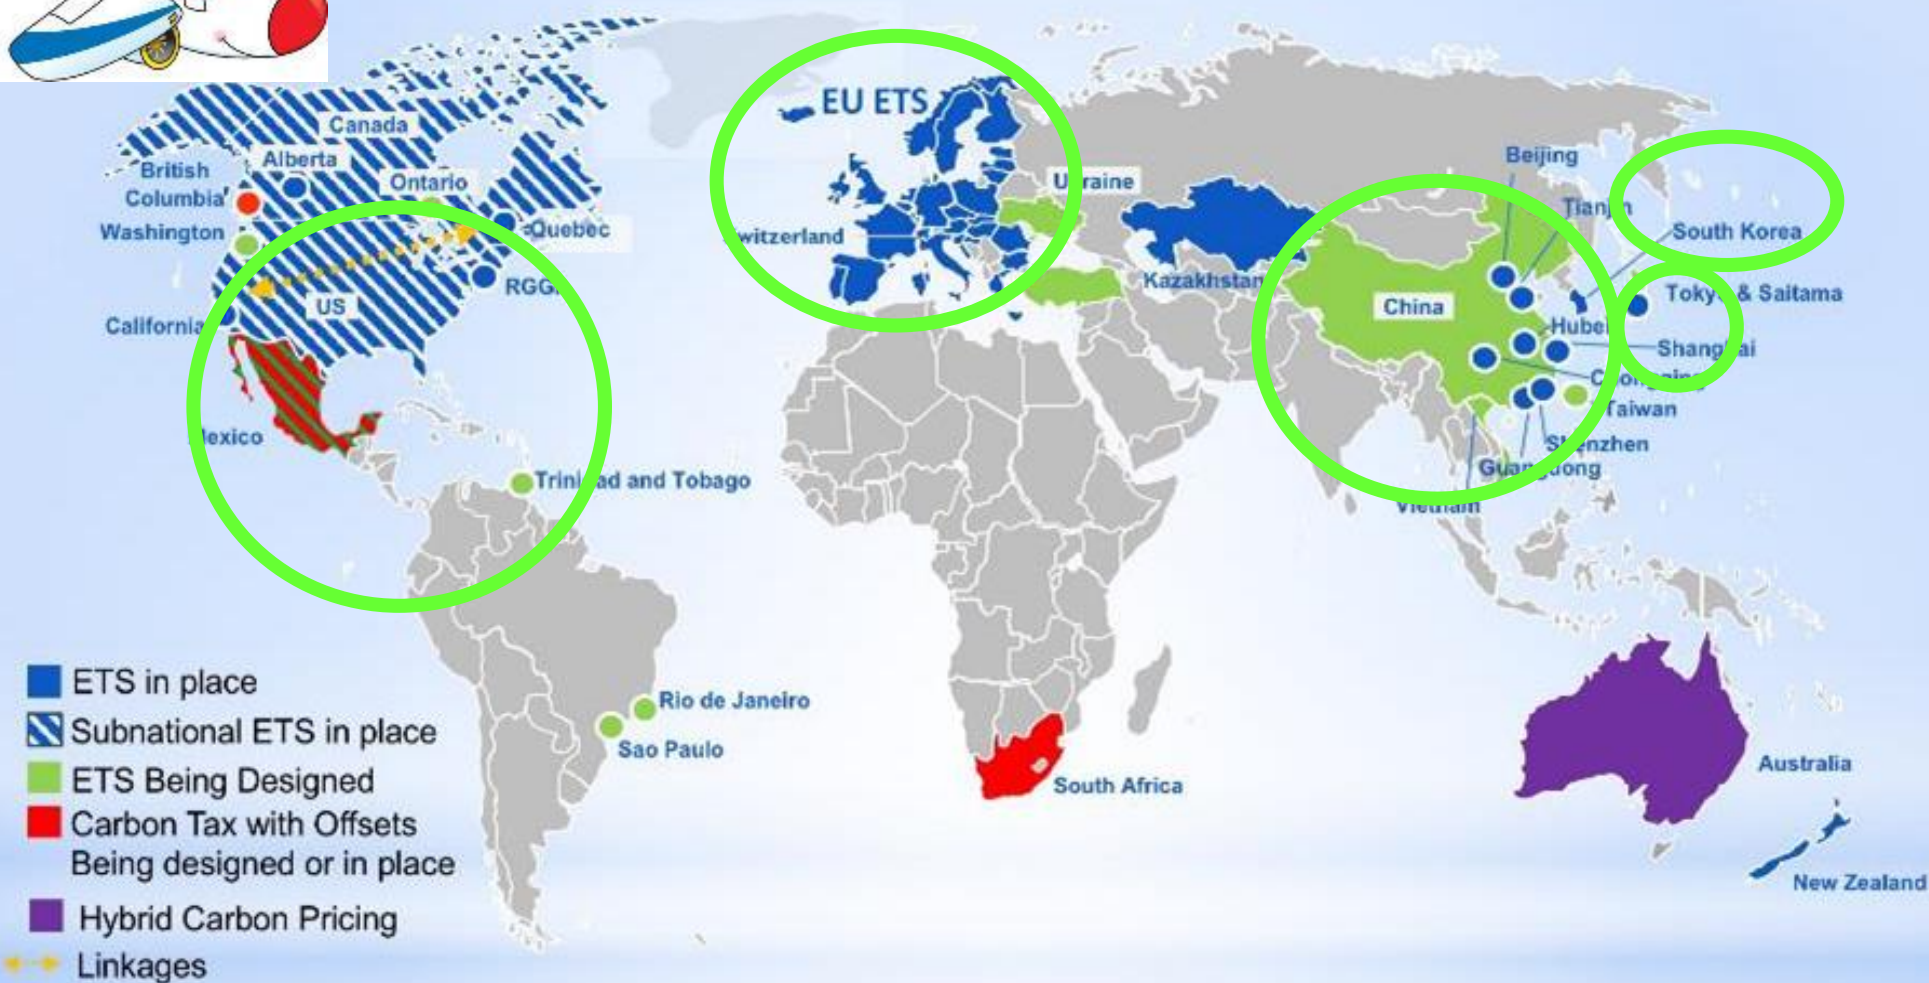 EU ETS
Canada
Alberta
British
Columbia
Ontario
Washington
Quebec
RGGI
US
California
Mexico
Trinidad and Tobago
Rio de Janeiro
Sao Paulo
Switzerland
Ukraine
Kazakhstan
South Africa
Beijing
Tianjin
South Korea
China
Tokyo & Saitama
Hubei
Shanghai
Chongqing
Taiwan
Shenzhen
Guangdong
Vietnam
Australia
New Zealand
ETS in place
Subnational ETS in place
ETS Being Designed
Carbon Tax with Offsets
Being designed or in place
Hybrid Carbon Pricing
Linkages